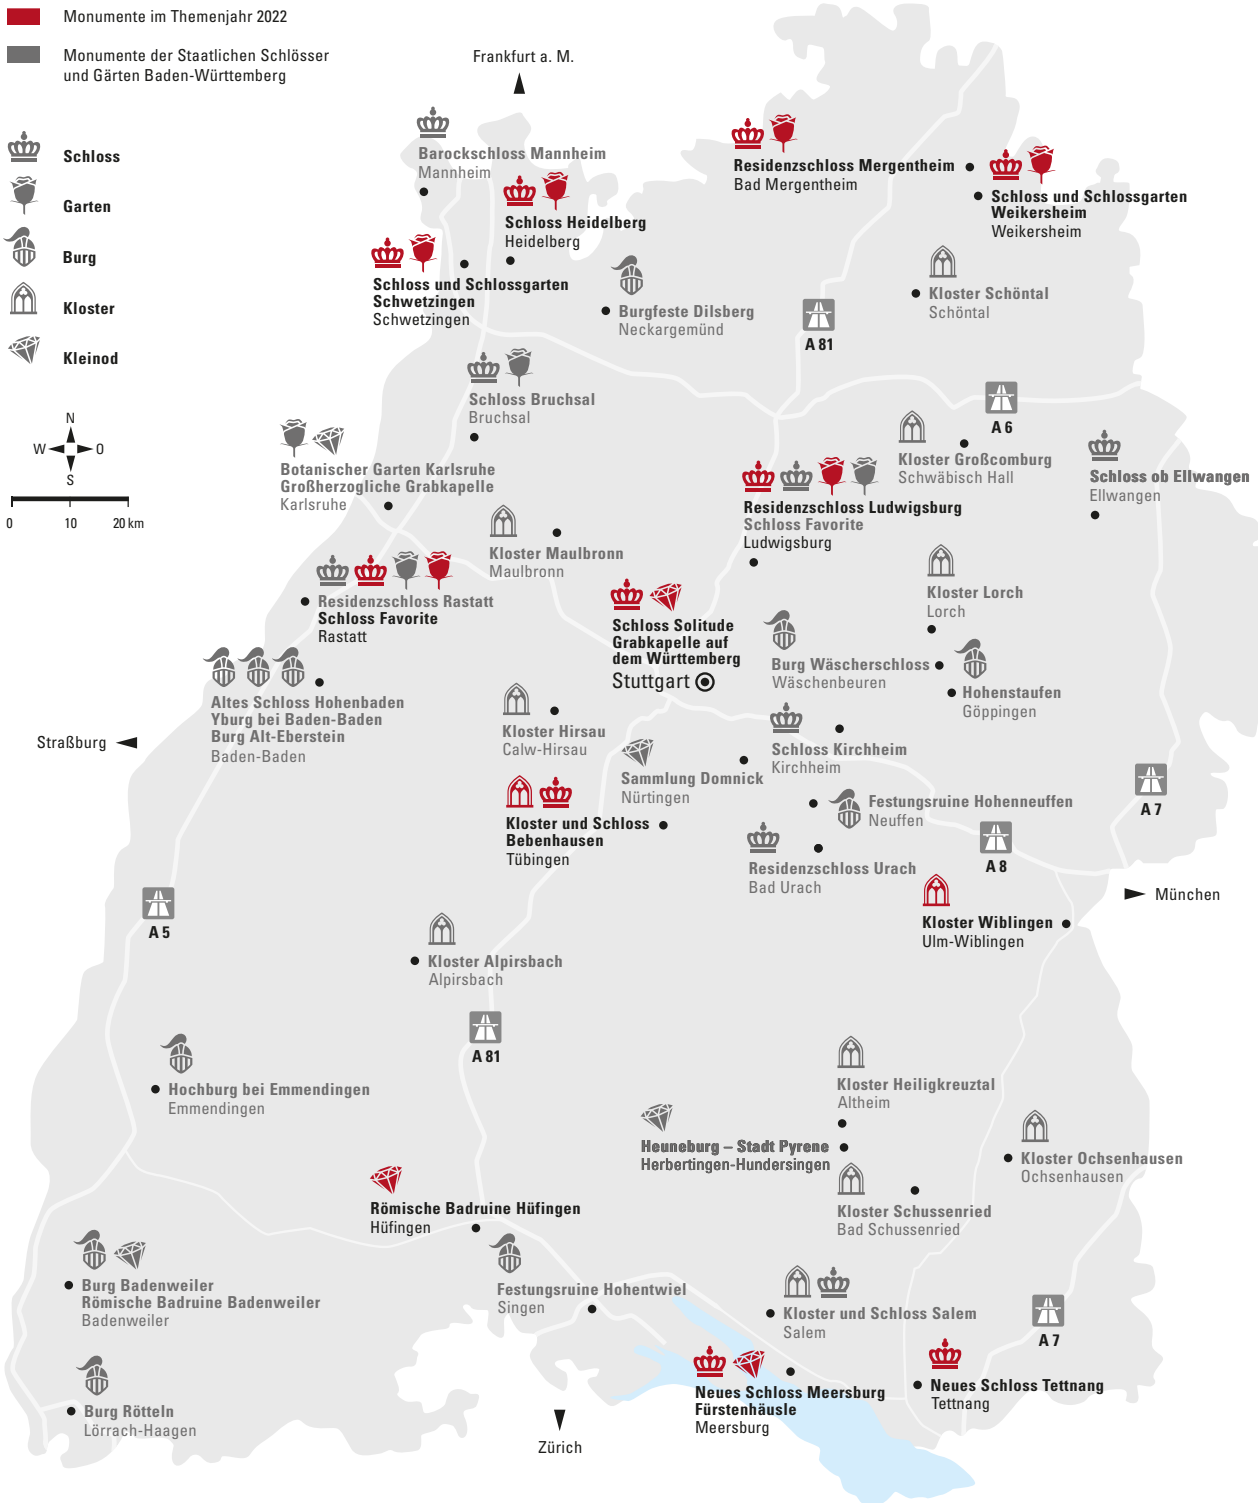 Monumente im Themenjahr 2022
Monumente der Staatlichen Schlösser
und Gärten Baden-Württemberg
Schloss
Garten
Burg
Kloster
Kleinod
N
W
O
S
0
10
20 km
Frankfurt a. M.
Barockschloss Mannheim
Mannheim
Schloss Heidelberg
Heidelberg
Schloss und Schlossgarten
Schwetzingen
Schwetzingen
Residenzschloss Mergentheim
Bad Mergentheim
Schloss und Schlossgarten
Weikersheim
Weikersheim
Burgfeste Dilsberg
Neckargemünd
Kloster Schöntal
Schöntal
A 81
Schloss Bruchsal
Bruchsal
A 6
Botanischer Garten Karlsruhe
Großherzogliche Grabkapelle
Karlsruhe
Kloster Großcomburg
Schwäbisch Hall
Schloss ob Ellwangen
Ellwangen
Residenzschloss Ludwigsburg
Schloss Favorite
Ludwigsburg
Kloster Maulbronn
Maulbronn
Kloster Lorch
Lorch
Residenzschloss Rastatt
Schloss Favorite
Rastatt
Schloss Solitude
Grabkapelle auf
dem Württemberg
Stuttgart
Burg Wäscherschloss
Wäschenbeuren
Hohenstaufen
Göppingen
Altes Schloss Hohenbaden
Yburg bei Baden-Baden
Burg Alt-Eberstein
Baden-Baden
Straßburg
Kloster Hirsau
Calw-Hirsau
Schloss Kirchheim
Kirchheim
Sammlung Domnick
Nürtingen
Festungsruine Hohenneuffen
Neuffen
A 7
Kloster und Schloss
Bebenhausen
Tübingen
Residenzschloss Urach
Bad Urach
A 8
München
Kloster Wiblingen
Ulm-Wiblingen
A 5
Kloster Alpirsbach
Alpirsbach
A 81
Hochburg bei Emmendingen
Emmendingen
Kloster Heiligkreuztal
Altheim
Heuneburg – Stadt Pyrene
Herbertingen-Hundersingen
Kloster Ochsenhausen
Ochsenhausen
Kloster Schussenried
Bad Schussenried
Römische Badruine Hüfingen
Hüfingen
Burg Badenweiler
Römische Badruine Badenweiler
Badenweiler
Festungsruine Hohentwiel
Singen
Kloster und Schloss Salem
Salem
A 7
Neues Schloss Meersburg
Fürstenhäusle
Meersburg
Neues Schloss Tettnang
Tettnang
Burg Rötteln
Lörrach-Haagen
Zürich